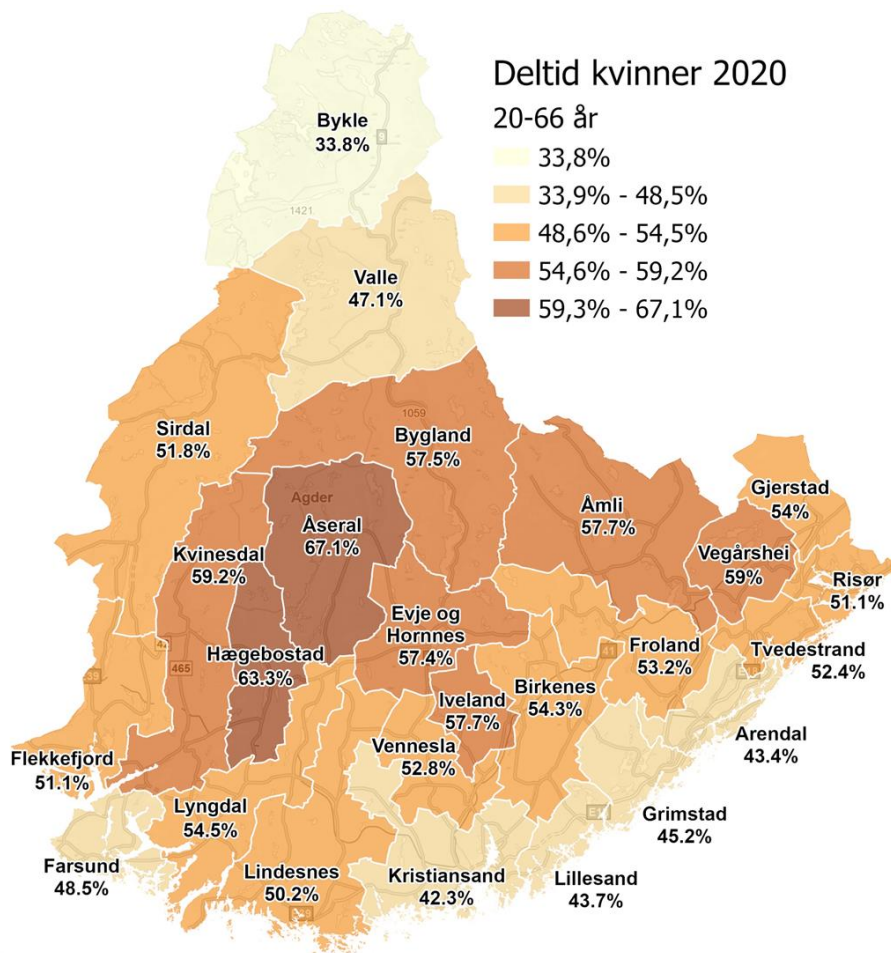 Deltid kvinner 2020
20-66 år
33,8%
33,9% - 48,5%
48,6% - 54,5%
54,6% - 59,2%
59,3% - 67,1%
Bykle
33.8%
9
1421
Valle
47.1%
Sirdal
51.8%
1059
Bygland
57.5%
Agder
Åseral
67.1%
Kvinesdal
59.2%
Åmli
57.7%
Gjerstad
54%
Vegårshei
59%
Risør
51.1%
Evje og
Hornnes
57.4%
Hægebostad
63.3%
465
42
E39
41
Froland
53.2%
Tvedestrand
52.4%
Birkenes
54.3%
Iveland
57.7%
Vennesla
52.8%
Arendal
43.4%
Flekkefjord
51.1%
Lyngdal
54.5%
Grimstad
45.2%
Farsund
48.5%
Lindesnes
50.2%
Kristiansand
42.3%
Lillesand
43.7%